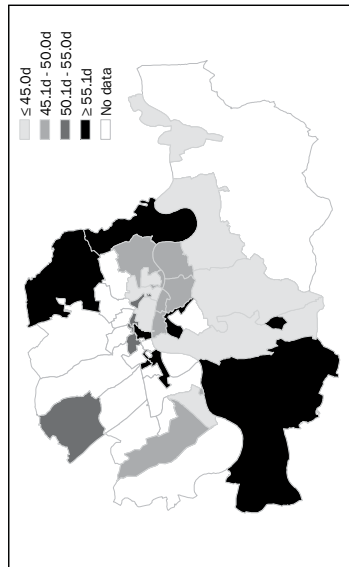 ≤ 45.0d
45.1d - 50.0d
50.1d - 55.0d
≥ 55.1d
No data